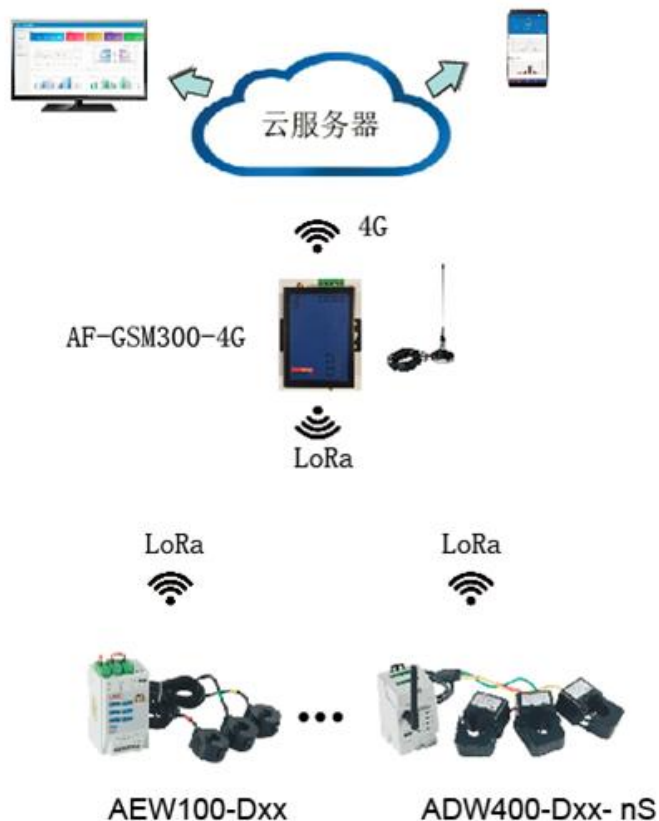 云服务器
4G
AF-GSM300-4G
LoRa
LoRa LoRa
AEW100-Dxx ADW400-Dxx- nS